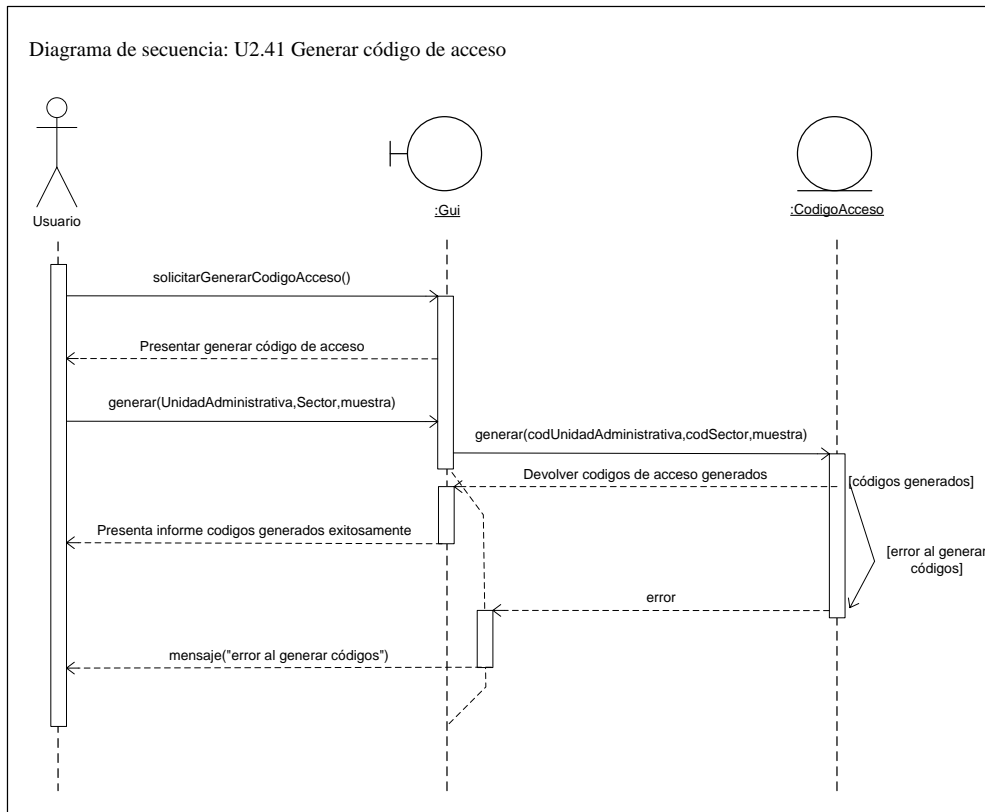 Diagrama de secuencia: U2.41 Generar código de acceso
Usuario
:Gui
:CodigoAcceso
solicitarGenerarCodigoAcceso()
Presentar generar código de acceso
generar(UnidadAdministrativa,Sector,muestra)
generar(codUnidadAdministrativa,codSector,muestra)
Devolver codigos de acceso generados
[códigos generados]
Presenta informe codigos generados exitosamente
[error al generar
códigos]
error
mensaje("error al generar códigos")